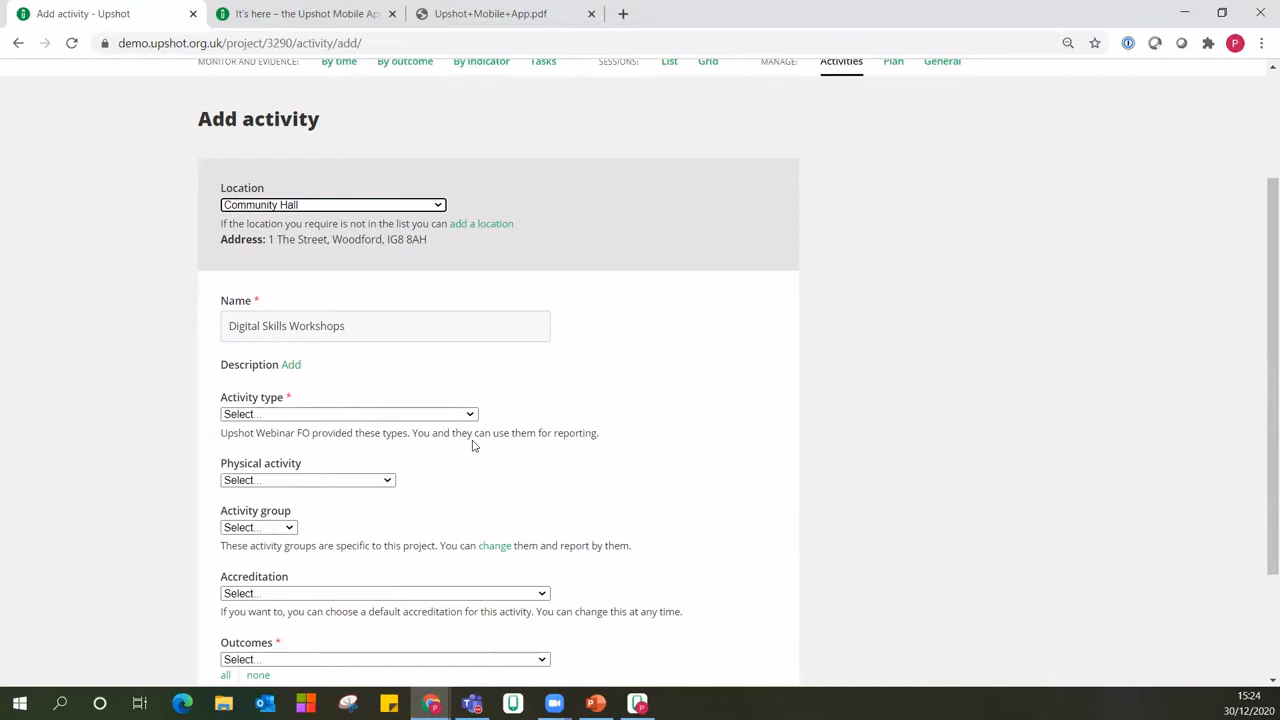 Add activity - Upshot
It's here – the Upshot Mobile Ap
Upshot+Mobile+App.pdf
demo.upshot.org.uk/project/3290/activity/add/
P
MONITOR AND EVIDENCE: By time By outcome By indicator Tasks SESSIONS: List Grid MANAGE: Activities Plan General
Add activity
Location
Community Hall
If the location you require is not in the list you can add a location
Address: 1 The Street, Woodford, IG8 8AH
Name *
Digital Skills Workshops
Description Add
Activity type *
Select...
Upshot Webinar FO provided these types. You and they can use them for reporting.
Physical activity
Select...
Activity group
Select...
These activity groups are specific to this project. You can change them and report by them.
Accreditation
Select...
If you want to, you can choose a default accreditation for this activity. You can change this at any time.
Outcomes *
Select...
all | none
15:24
30/12/2020